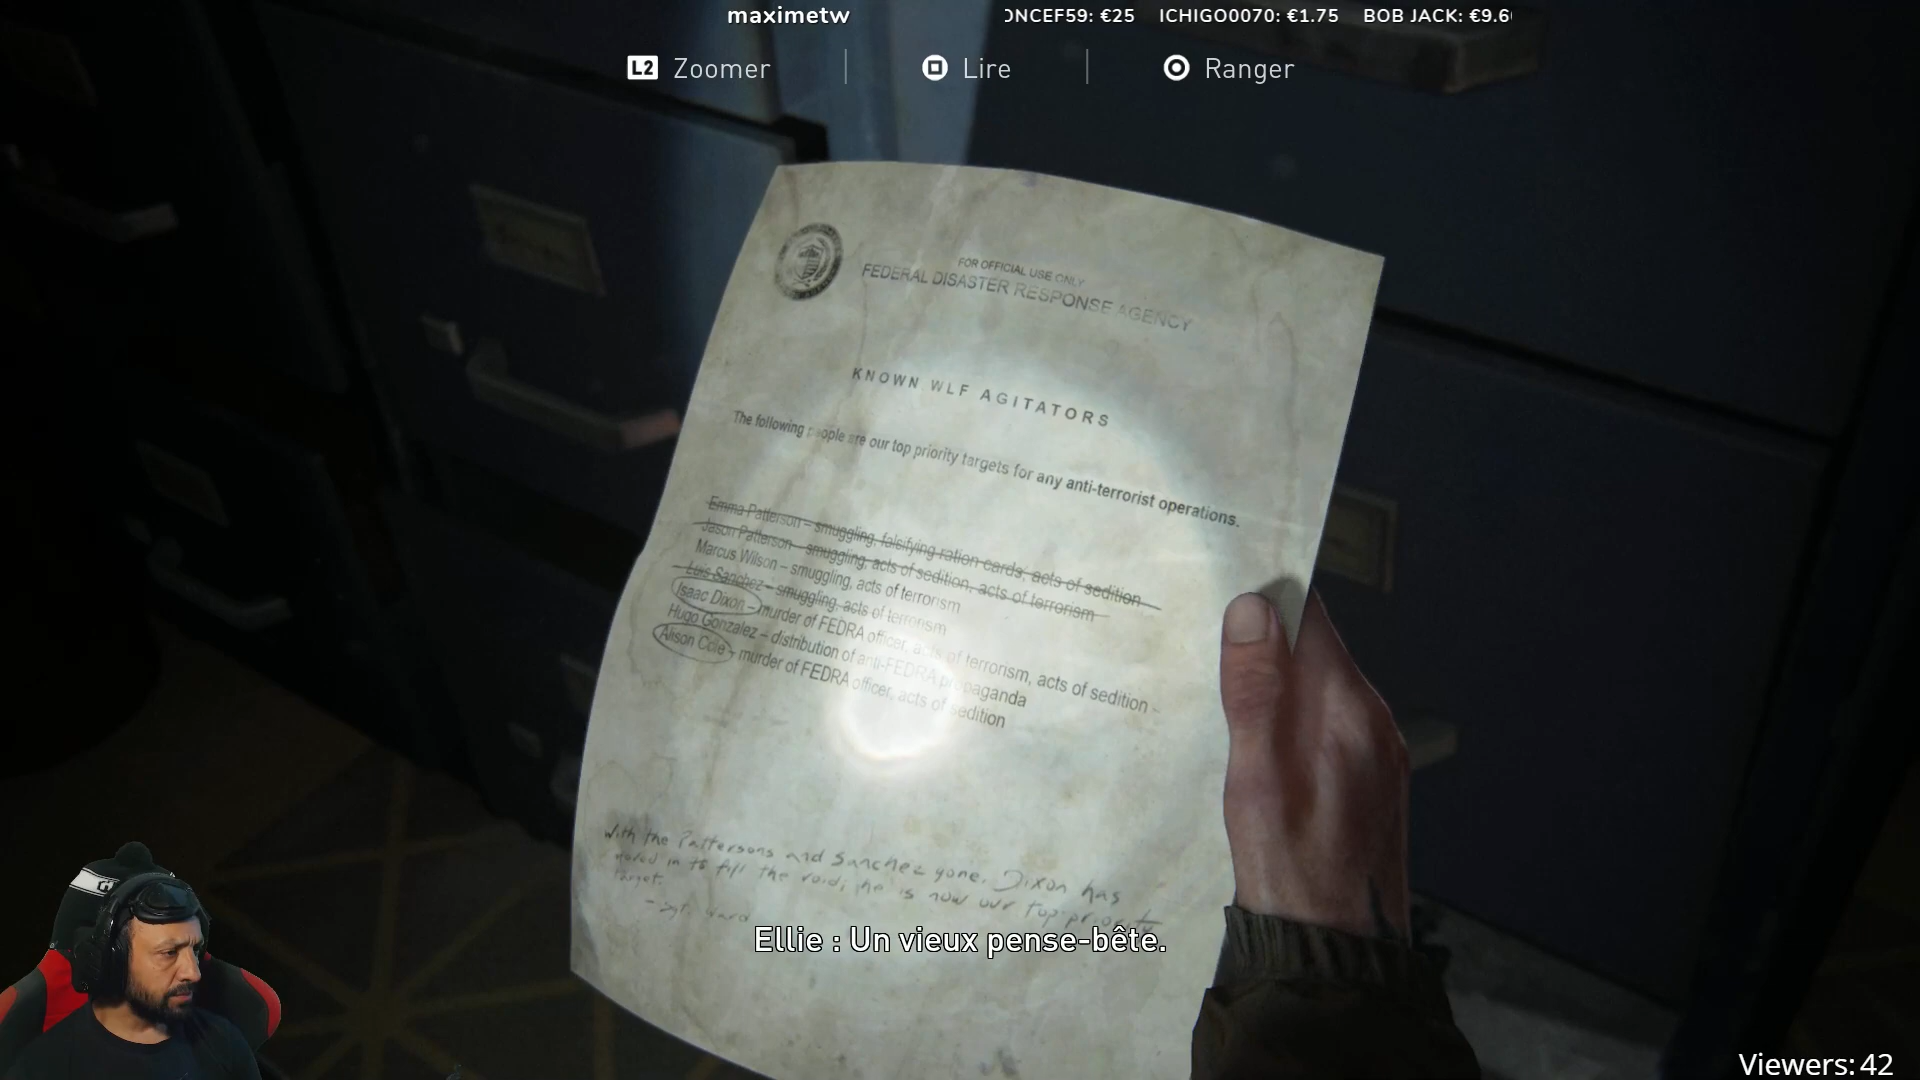 maximetw
ONCEF59: €25 ICHIGO0070: €1.75 BOB JACK: €9.6
L2 Zoomer
Lire
Ranger
FOR OFFICIAL USE ONLY
FEDERAL DISASTER RESPONSE AGENCY
KNOWN WLF AGITATORS
The following people are our top priority targets for any anti-terrorist operations.
Emma Patterson – smuggling, falsifying ration cards, acts of sedition
Jason Patterson – smuggling, acts of sedition, acts of terrorism
Marcus Wilson – smuggling, acts of terrorism
Luis Sanchez – smuggling, acts of terrorism
Isaac Dixon – murder of FEDRA officer, acts of terrorism, acts of sedition –
Hugo Gonzalez – distribution of anti-FEDRA propaganda
Alison Cole – murder of FEDRA officer, acts of sedition
With the Pattersons and Sanchez gone, Dixon has
moved in to fill the void; he is now our top priority
target.
– Sgt. Ward
Ellie : Un vieux pense-bête.
Viewers: 42